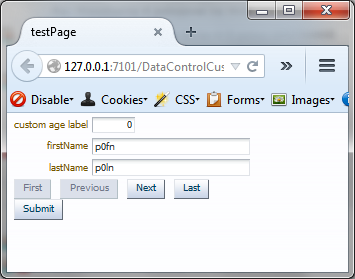 testPage
127.0.0.1:7101/DataControlCus
Disable Cookies CSS Forms Images
custom age label 0
firstName p0fn
lastName p0ln
First Previous Next Last
Submit